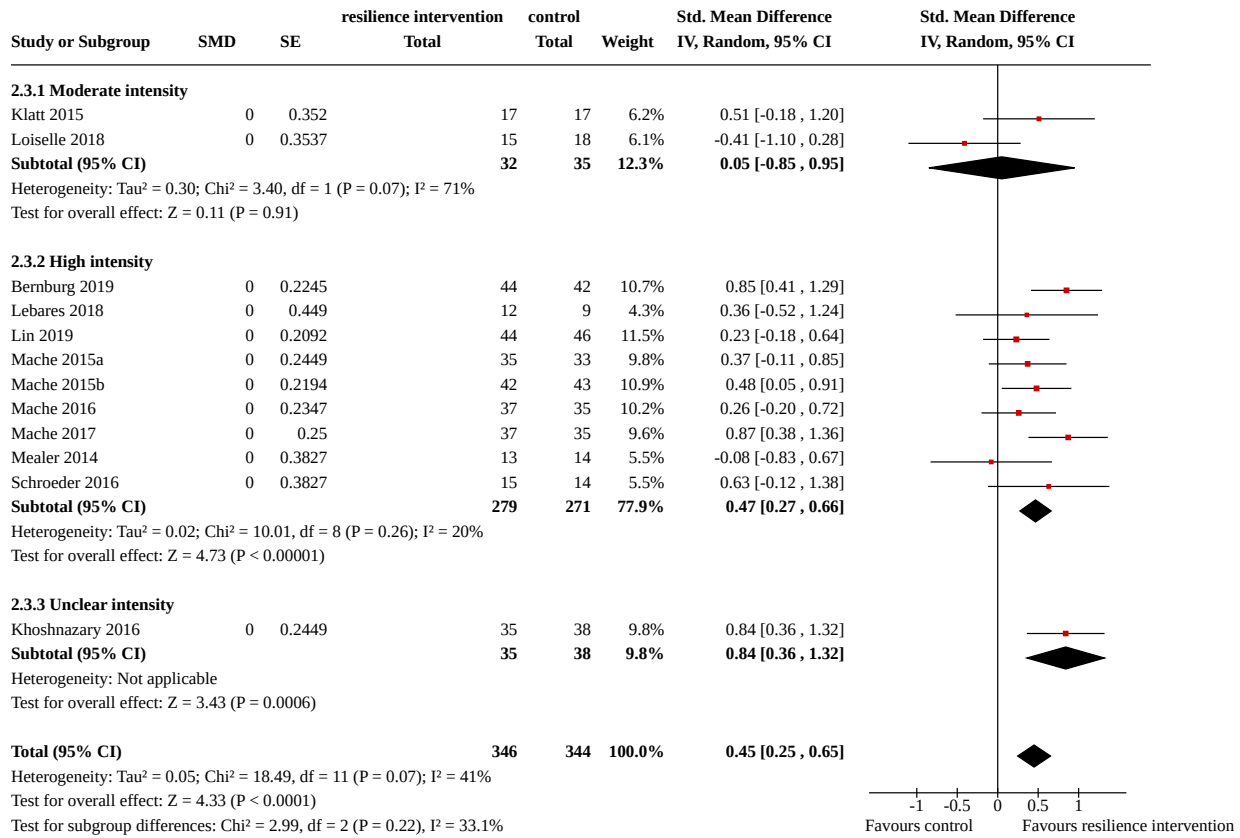 resilience intervention control Std. Mean Difference Std. Mean Difference
Study or Subgroup SMD SE Total Total Weight IV, Random, 95% CI IV, Random, 95% CI
2.3.1 Moderate intensity
Klatt 2015 0 0.352 17 17 6.2% 0.51 [-0.18 , 1.20]
Loiselle 2018 0 0.3537 15 18 6.1% -0.41 [-1.10 , 0.28]
Subtotal (95% CI) 32 35 12.3% 0.05 [-0.85 , 0.95]
Heterogeneity: Tau² = 0.30; Chi² = 3.40, df = 1 (P = 0.07); I² = 71%
Test for overall effect: Z = 0.11 (P = 0.91)
2.3.2 High intensity
Bernburg 2019 0 0.2245 44 42 10.7% 0.85 [0.41 , 1.29]
Lebares 2018 0 0.449 12 9 4.3% 0.36 [-0.52 , 1.24]
Lin 2019 0 0.2092 44 46 11.5% 0.23 [-0.18 , 0.64]
Mache 2015a 0 0.2449 35 33 9.8% 0.37 [-0.11 , 0.85]
Mache 2015b 0 0.2194 42 43 10.9% 0.48 [0.05 , 0.91]
Mache 2016 0 0.2347 37 35 10.2% 0.26 [-0.20 , 0.72]
Mache 2017 0 0.25 37 35 9.6% 0.87 [0.38 , 1.36]
Mealer 2014 0 0.3827 13 14 5.5% -0.08 [-0.83 , 0.67]
Schroeder 2016 0 0.3827 15 14 5.5% 0.63 [-0.12 , 1.38]
Subtotal (95% CI) 279 271 77.9% 0.47 [0.27 , 0.66]
Heterogeneity: Tau² = 0.02; Chi² = 10.01, df = 8 (P = 0.26); I² = 20%
Test for overall effect: Z = 4.73 (P < 0.00001)
2.3.3 Unclear intensity
Khoshnazary 2016 0 0.2449 35 38 9.8% 0.84 [0.36 , 1.32]
Subtotal (95% CI) 35 38 9.8% 0.84 [0.36 , 1.32]
Heterogeneity: Not applicable
Test for overall effect: Z = 3.43 (P = 0.0006)
Total (95% CI) 346 344 100.0% 0.45 [0.25 , 0.65]
Heterogeneity: Tau² = 0.05; Chi² = 18.49, df = 11 (P = 0.07); I² = 41%
Test for overall effect: Z = 4.33 (P < 0.0001)
-1 -0.5 0 0.5 1
Test for subgroup differences: Chi² = 2.99, df = 2 (P = 0.22), I² = 33.1%
Favours control Favours resilience intervention